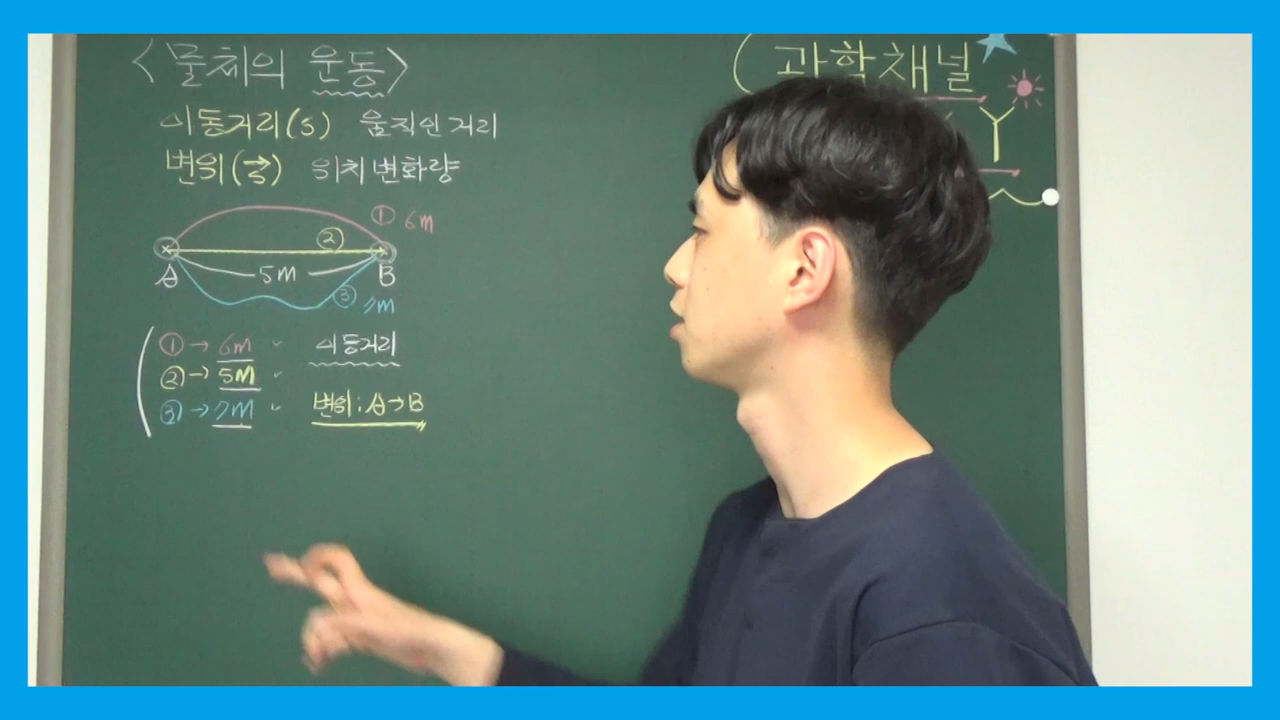 <물체의 운동>
이동거리(s) 움직인 거리
변위(s) 위치 변화량
① 6m
②
A 5m B
③ 7m
① → 6m 이동거리
② → 5m
③ → 7m 변위 : A→B
(과학채널
Y